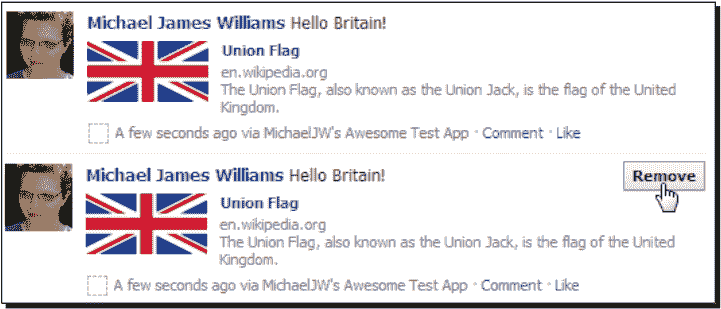 Michael James Williams Hello Britain!
Union Flag
en.wikipedia.org
The Union Flag, also known as the Union Jack, is the flag of the United
Kingdom.
A few seconds ago via MichaelJW's Awesome Test App · Comment · Like
Michael James Williams Hello Britain!
Remove
Union Flag
en.wikipedia.org
The Union Flag, also known as the Union Jack, is the flag of the United
Kingdom.
A few seconds ago via MichaelJW's Awesome Test App · Comment · Like